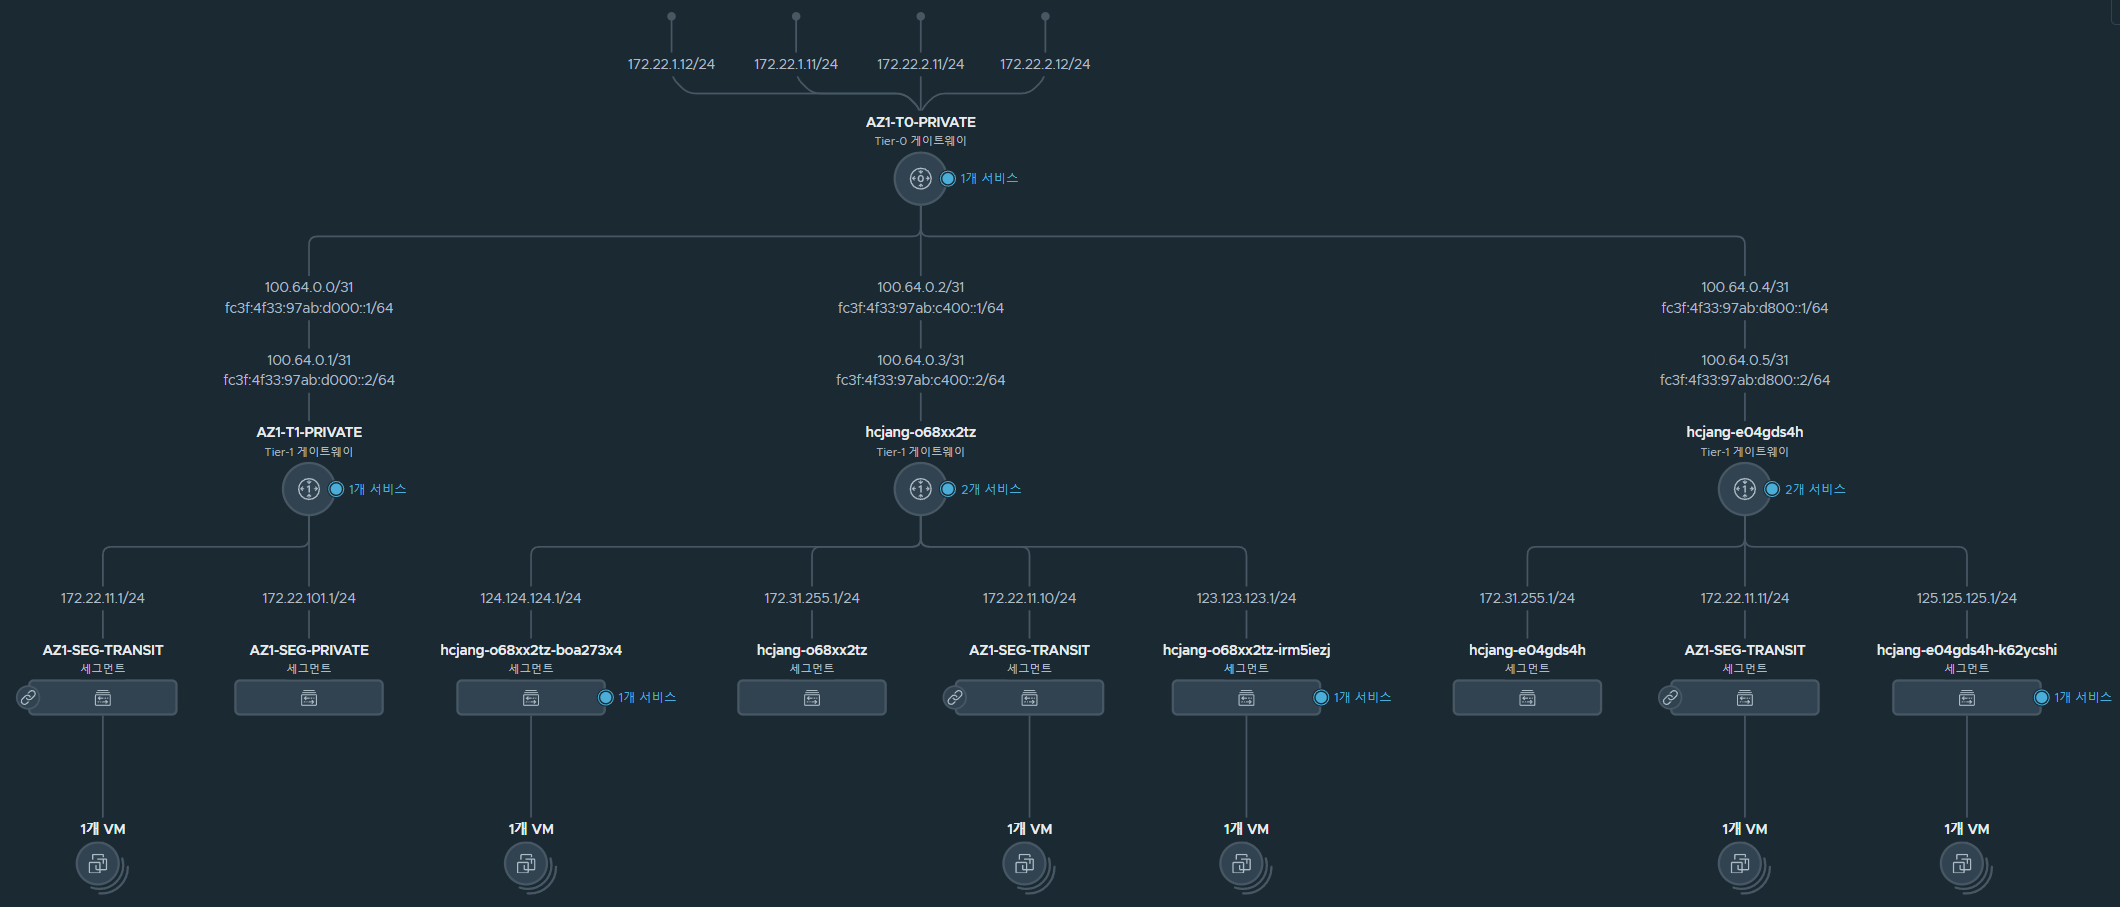 172.22.1.12/24
172.22.1.11/24
172.22.2.11/24
172.22.2.12/24
AZ1-T0-PRIVATE
Tier-0 게이트웨이
1개 서비스
100.64.0.0/31
fc3f:4f33:97ab:d000::1/64
100.64.0.2/31
fc3f:4f33:97ab:c400::1/64
100.64.0.4/31
fc3f:4f33:97ab:d800::1/64
100.64.0.1/31
fc3f:4f33:97ab:d000::2/64
100.64.0.3/31
fc3f:4f33:97ab:c400::2/64
100.64.0.5/31
fc3f:4f33:97ab:d800::2/64
AZ1-T1-PRIVATE
Tier-1 게이트웨이
1개 서비스
hcjang-o68xx2tz
Tier-1 게이트웨이
2개 서비스
hcjang-e04gds4h
Tier-1 게이트웨이
2개 서비스
172.22.11.1/24
172.22.101.1/24
124.124.124.1/24
172.31.255.1/24
172.22.11.10/24
123.123.123.1/24
172.31.255.1/24
172.22.11.11/24
125.125.125.1/24
AZ1-SEG-TRANSIT
세그먼트
AZ1-SEG-PRIVATE
세그먼트
hcjang-o68xx2tz-boa273x4
세그먼트
1개 서비스
hcjang-o68xx2tz
세그먼트
AZ1-SEG-TRANSIT
세그먼트
hcjang-o68xx2tz-irm5iezj
세그먼트
1개 서비스
hcjang-e04gds4h
세그먼트
AZ1-SEG-TRANSIT
세그먼트
hcjang-e04gds4h-k62ycshi
세그먼트
1개 서비스
1개 VM
1개 VM
1개 VM
1개 VM
1개 VM
1개 VM